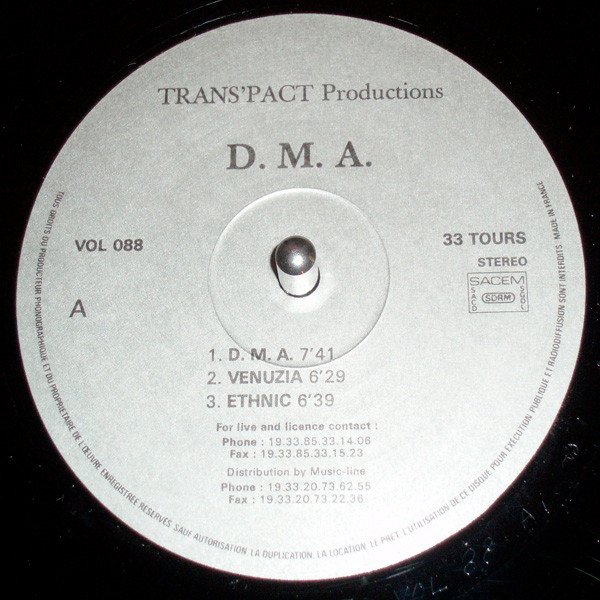 TRANS'PACT Productions
D. M. A.
VOL 088
33 TOURS
STEREO
SACEM
SACD
SDRM
SGDL
A
1. D. M. A. 7'41
2. VENUZIA 6'29
3. ETHNIC 6'39
For live and licence contact :
Phone : 19.33.85.33.14.06
Fax : 19.33.85.33.15.23
Distribution by Music-line
Phone : 19.33.20.73.62.55
Fax : 19.33.20.73.22.36
TOUS DROITS DU PRODUCTEUR PHONOGRAPHIQUE ET DU PROPRIETAIRE DE L'ŒUVRE ENREGISTREE RESERVES. SAUF AUTORISATION, LA DUPLICATION, LA LOCATION, LE PRET, L'UTILISATION DE CE DISQUE POUR EXECUTION PUBLIQUE ET RADIODIFFUSION SONT INTERDITS. MADE IN FRANCE